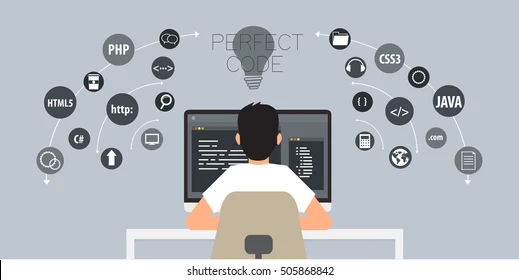 PERFECT
CODE
PHP
HTML5
http:
C#
CSS3
{ }
</>
JAVA
.com
<···>
shutterstock.com · 505868842